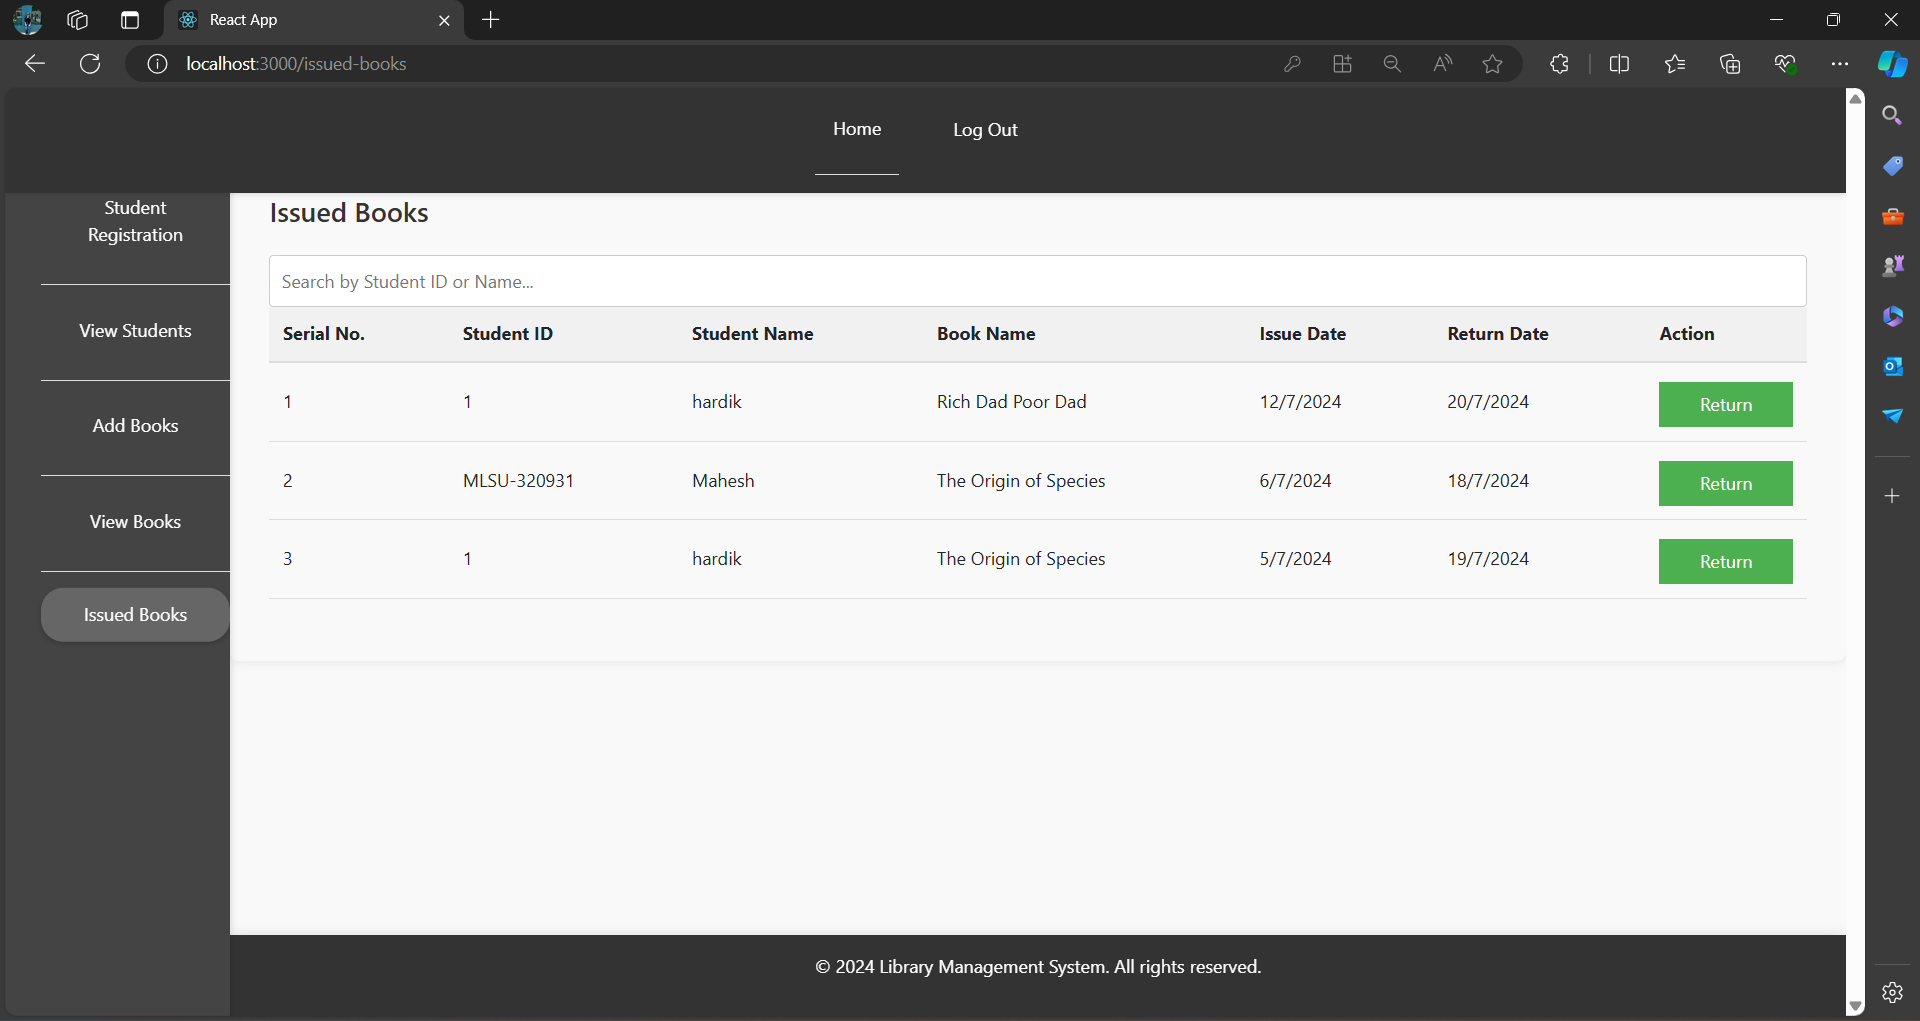 React App
localhost:3000/issued-books
Home
Log Out
Student
Registration
View Students
Add Books
View Books
Issued Books
Issued Books
Search by Student ID or Name...
Serial No. Student ID Student Name Book Name Issue Date Return Date Action
1 1 hardik Rich Dad Poor Dad 12/7/2024 20/7/2024 Return
2 MLSU-320931 Mahesh The Origin of Species 6/7/2024 18/7/2024 Return
3 1 hardik The Origin of Species 5/7/2024 19/7/2024 Return
© 2024 Library Management System. All rights reserved.